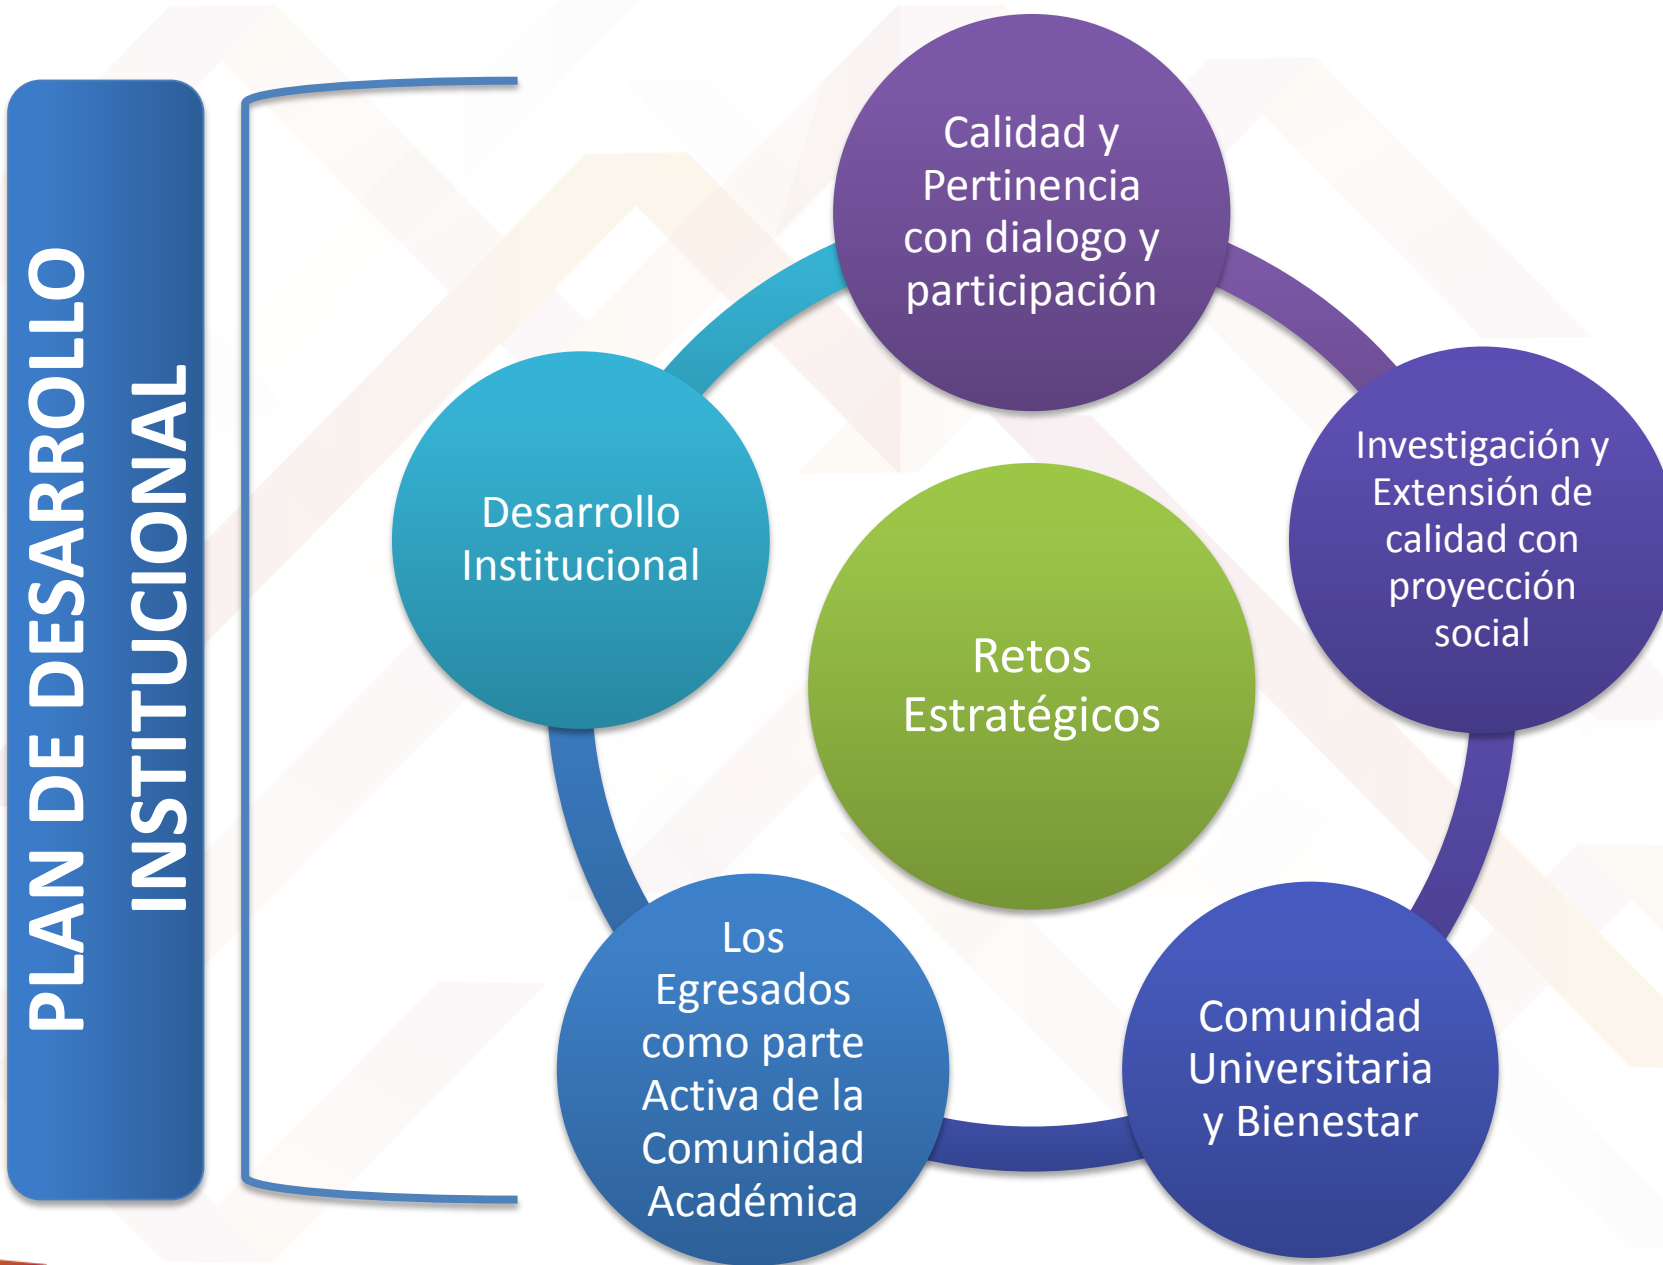 PLAN DE DESARROLLO
INSTITUCIONAL
Calidad y
Pertinencia
con dialogo y
participación
Investigación y
Extensión de
calidad con
proyección
social
Comunidad
Universitaria
y Bienestar
Los
Egresados
como parte
Activa de la
Comunidad
Académica
Desarrollo
Institucional
Retos
Estratégicos